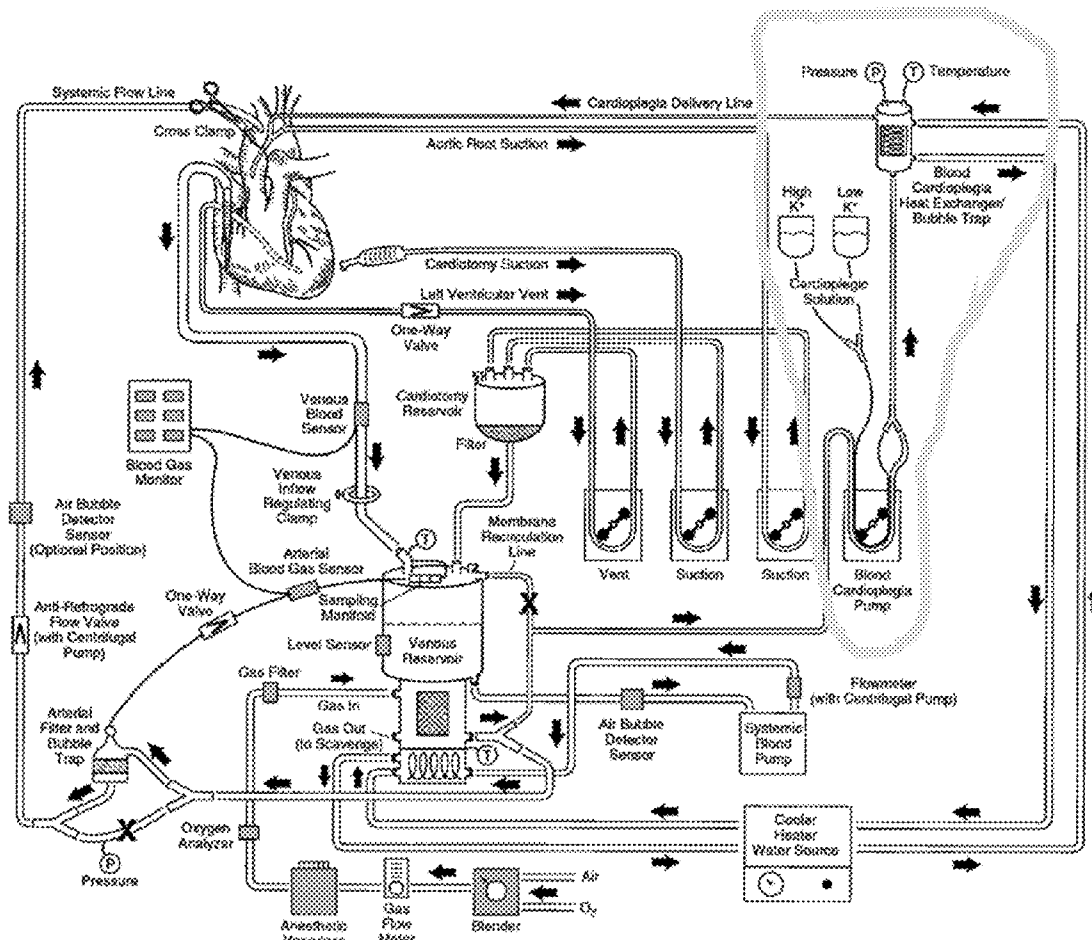 Pressure
P
T
Temperature
Systemic Flow Line
Cardioplegia Delivery Line
Cross Clamp
Aortic Root Suction
Blood
Cardioplegia
Heat Exchanger/
Bubble Trap
High
K+
Low
K+
Cardiotomy Suction
Cardioplegic
Solution
Left Ventricular Vent
One-Way
Valve
Cardiotomy
Reservoir
Venous
Blood
Sensor
Filter
Blood Gas
Monitor
Venous
Inflow
Regulating
Clamp
Air Bubble
Detector
Sensor
(Optional Position)
T
Membrane
Recirculation
Line
Arterial
Blood Gas Sensor
Vent
Suction
Suction
Blood
Cardioplegia
Pump
One-Way
Valve
Sampling
Manifold
X
Anti-Retrograde
Flow Valve
(with Centrifugal
Pump)
Level Sensor
Venous
Reservoir
Gas Filter
Gas In
Flowmeter
(with Centrifugal Pump)
Arterial
Filter and
Bubble
Trap
Gas Out
(to Scavenge)
T
Air Bubble
Detector
Sensor
Systemic
Blood
Pump
X
Oxygen
Analyzer
P
Pressure
Cooler
Heater
Water Source
Air
O2
Anesthetic
Gas
Flow
Meter
Blender